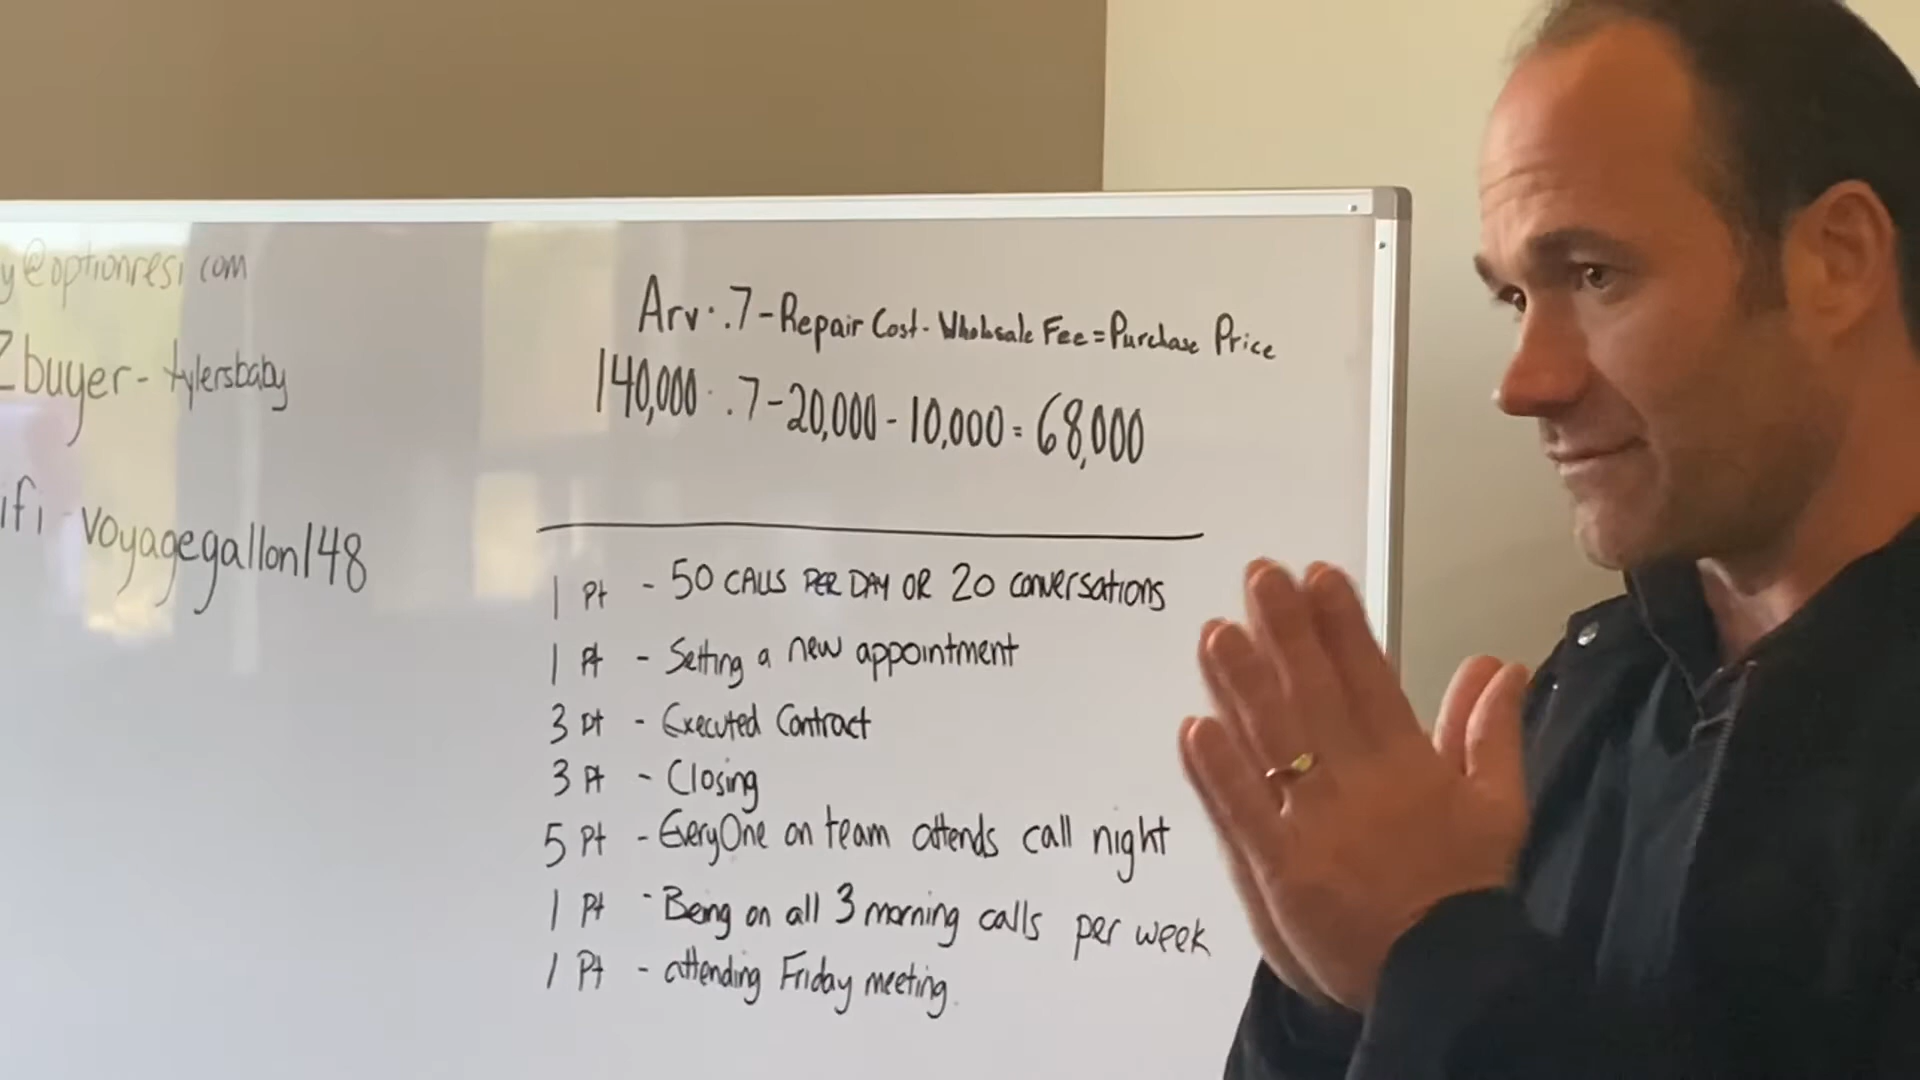 y@optionresi.com
Zbuyer - tylersbaby
ifi - voyagegallon148
Arv · .7 - Repair Cost - Wholesale Fee = Purchase Price
140,000 · .7 - 20,000 - 10,000 = 68,000
1 Pt - 50 CALLS PER DAY OR 20 conversations
1 Pt - Setting a new appointment
3 Pt - Executed Contract
3 Pt - Closing
5 Pt - EveryOne on team attends call night
1 Pt - Being on all 3 morning calls per week
1 Pt - attending Friday meeting.